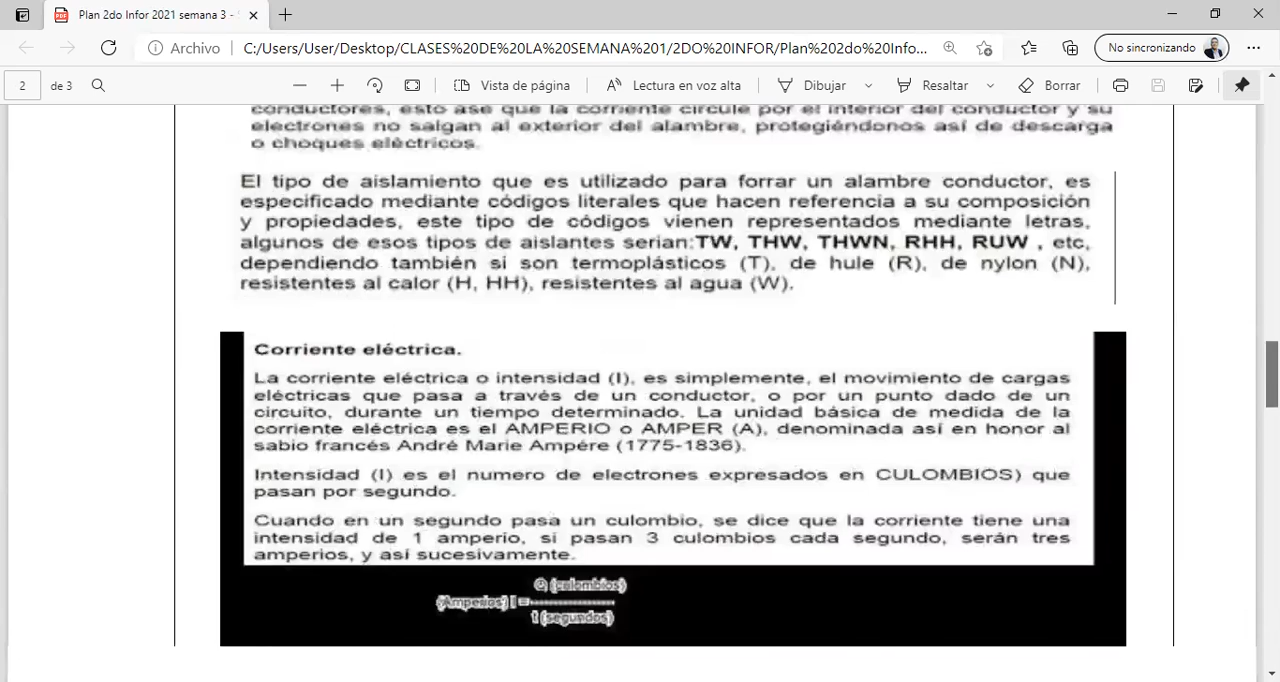 Plan 2do Infor 2021 semana 3 -
Archivo
C:/Users/User/Desktop/CLASES%20DE%20LA%20SEMANA%201/2DO%20INFOR/Plan%202do%20Info...
No sincronizando
2 de 3
Vista de página
Lectura en voz alta
Dibujar
Resaltar
Borrar
conductores, esto ase que la corriente circule por el interior del conductor y su
electrones no salgan al exterior del alambre, protegiéndonos así de descarga
o choques eléctricos.
El tipo de aislamiento que es utilizado para forrar un alambre conductor, es
especificado mediante códigos literales que hacen referencia a su composición
y propiedades, este tipo de códigos vienen representados mediante letras,
algunos de esos tipos de aislantes serian:TW, THW, THWN, RHH, RUW , etc,
dependiendo también si son termoplásticos (T), de hule (R), de nylon (N),
resistentes al calor (H, HH), resistentes al agua (W).
Corriente eléctrica.
La corriente eléctrica o intensidad (I), es simplemente, el movimiento de cargas
eléctricas que pasa a través de un conductor, o por un punto dado de un
circuito, durante un tiempo determinado. La unidad básica de medida de la
corriente eléctrica es el AMPERIO o AMPER (A), denominada así en honor al
sabio francés André Marie Ampére (1775-1836).
Intensidad (I) es el numero de electrones expresados en CULOMBIOS) que
pasan por segundo.
Cuando en un segundo pasa un culombio, se dice que la corriente tiene una
intensidad de 1 amperio, si pasan 3 culombios cada segundo, serán tres
amperios, y así sucesivamente.
Q (culombios)
(Amperios) I =---------------
t (segundos)